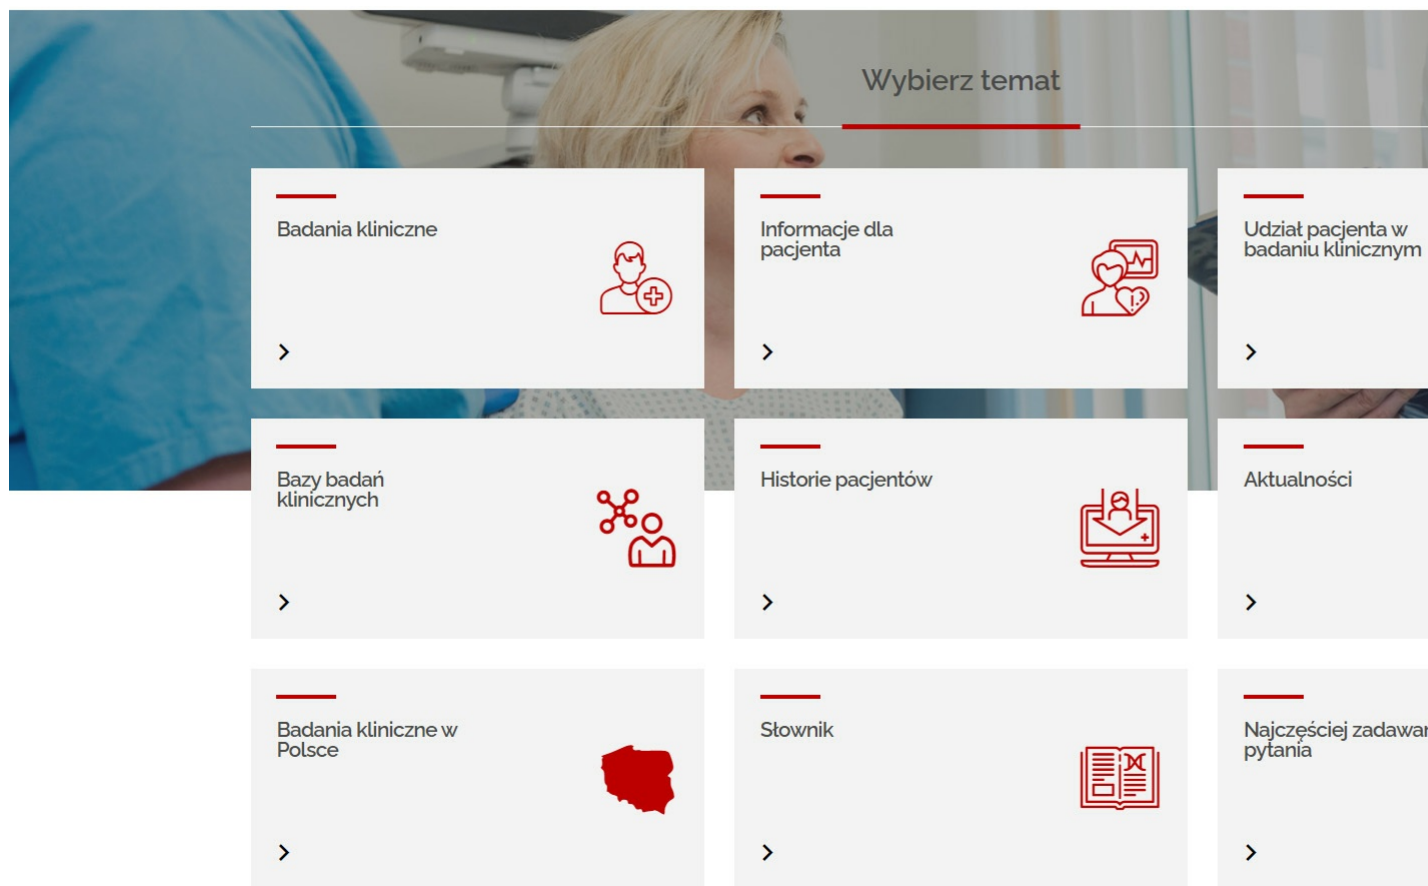 Wybierz temat
Badania kliniczne
Informacje dla
pacjenta
Udział pacjenta w
badaniu klinicznym
Bazy badań
klinicznych
Historie pacjentów
Aktualności
Badania kliniczne w
Polsce
Słownik
Najczęściej
pytania